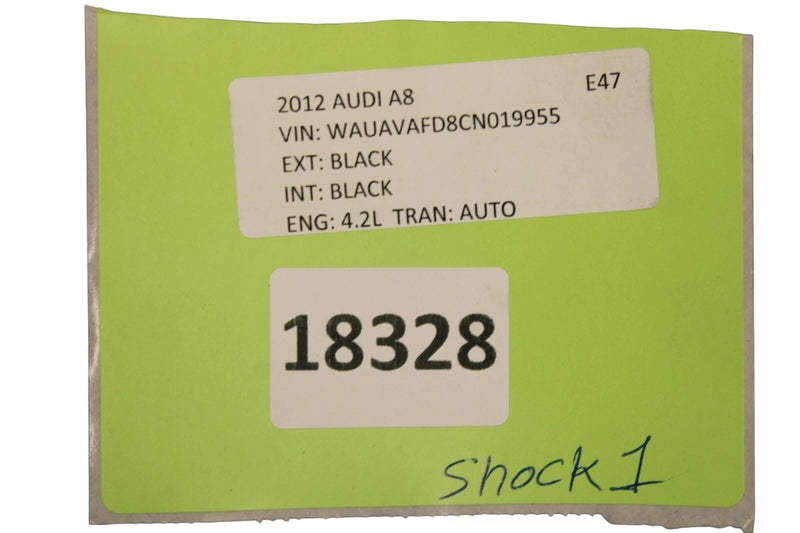 2012 AUDI A8 E47
VIN: WAUAVAFD8CN019955
EXT: BLACK
INT: BLACK
ENG: 4.2L TRAN: AUTO
18328
Shock 1